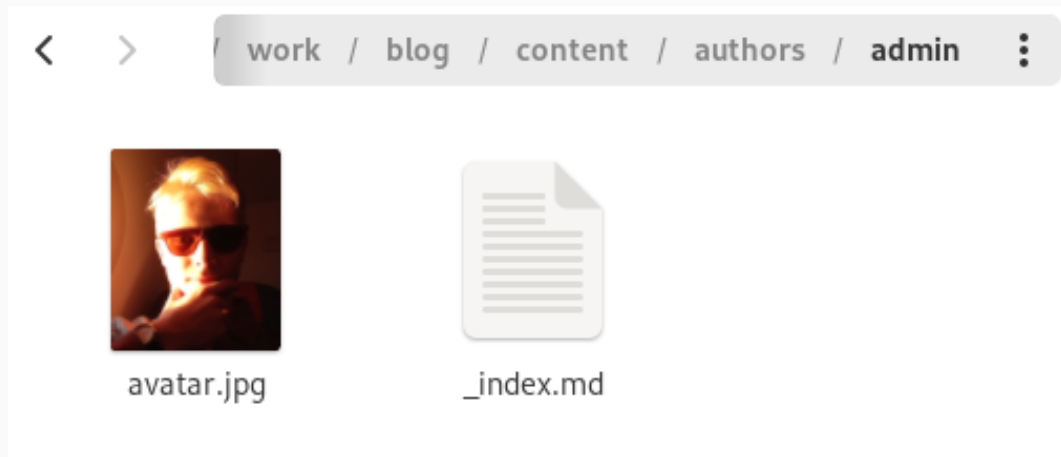 / work / blog / content / authors / admin
avatar.jpg
_index.md